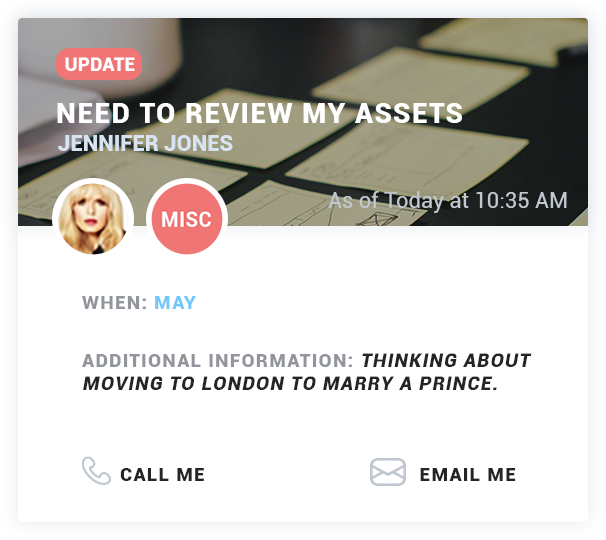 UPDATE
NEED TO REVIEW MY ASSETS
JENNIFER JONES
As of Today at 10:35 AM
MISC
WHEN: MAY
ADDITIONAL INFORMATION: THINKING ABOUT
MOVING TO LONDON TO MARRY A PRINCE.
CALL ME
EMAIL ME